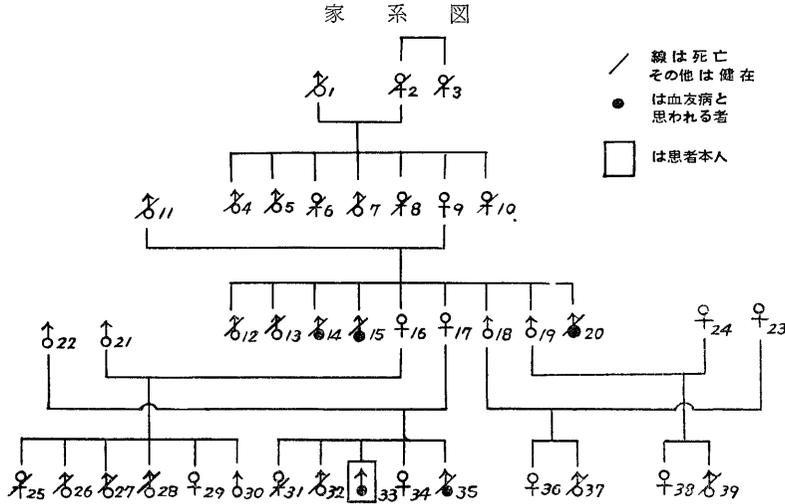 家系図
線は死亡
その他は健在
は血友病と
思われる者
は患者本人
1 2 3
11 4 5 6 7 8 9 10
22 21 12 13 14 15 16 17 18 19 20 24 23
25 26 27 28 29 30 31 32 33 34 35 36 37 38 39